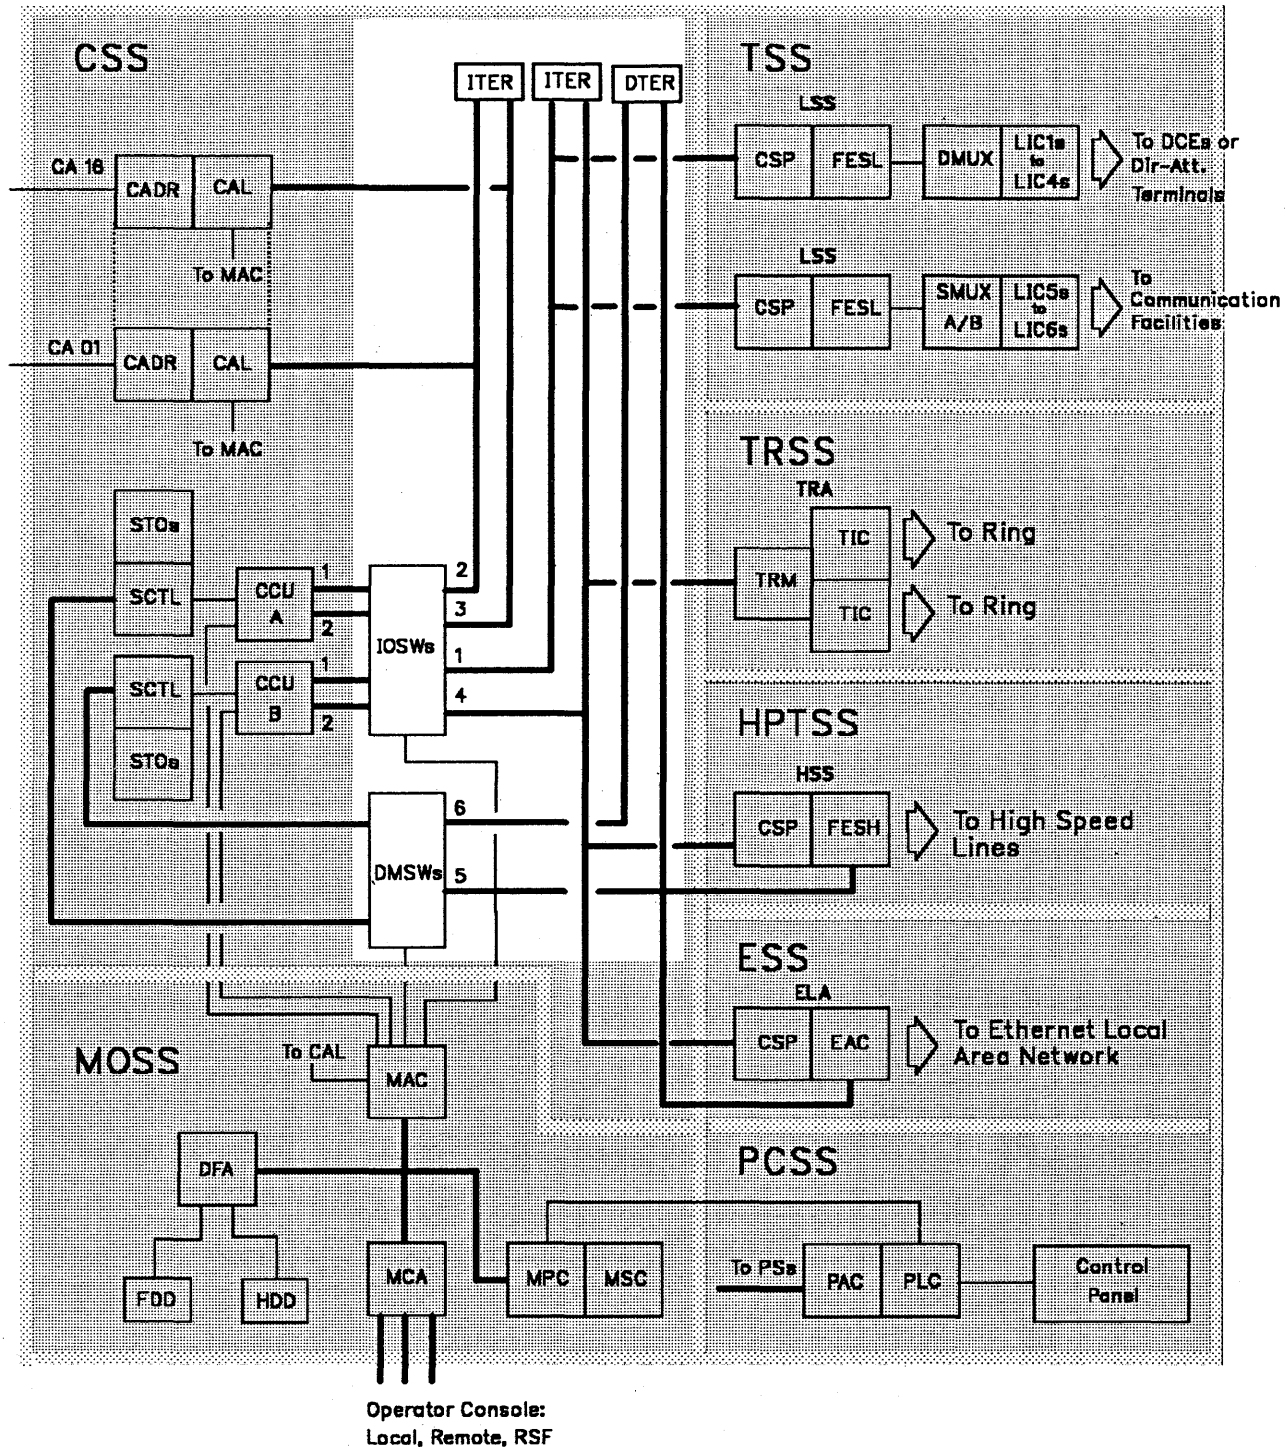 CSS
ITER
ITER
DTER
TSS
LSS
CA 16
CADR
CAL
CSP
FESL
DMUX
LIC1s
to
LIC4s
To DCEs or
Dir-Att.
Terminals
To MAC
LSS
CSP
FESL
SMUX
A/B
LIC5s
to
LIC6s
To
Communication
Facilities
CA 01
CADR
CAL
To MAC
TRSS
TRA
TRM
TIC
TIC
To Ring
To Ring
STOs
SCTL
CCU
A
1
2
IOSWs
2
3
1
4
SCTL
STOs
CCU
B
1
2
HPTSS
HSS
CSP
FESH
To High Speed
Lines
DMSWs
6
5
ESS
ELA
CSP
EAC
To Ethernet Local
Area Network
MOSS
To CAL
MAC
DFA
FDD
HDD
MCA
MPC
MSC
PCSS
To PSs
PAC
PLC
Control
Panel
Operator Console:
Local, Remote, RSF